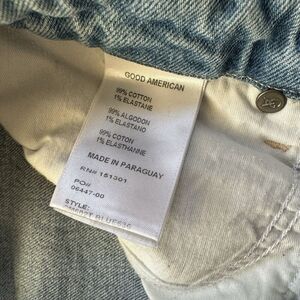 GOOD AMERICAN
99% COTTON
1% ELASTANE
99% ALGODON
1% ELASTANO
99% COTON
1% ELASTHANNE
MADE IN PARAGUAY
RN# 151301
PO#
06447-00
STYLE:
BLUE636